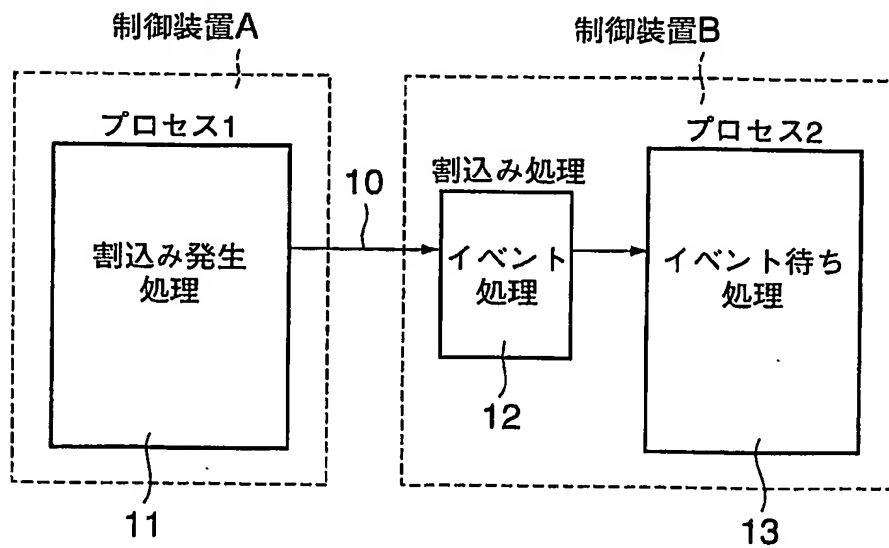 制御装置A
制御装置B
プロセス1
プロセス2
割込み処理
10
割込み発生
処理
イベント
処理
イベント待ち
処理
11
12
13